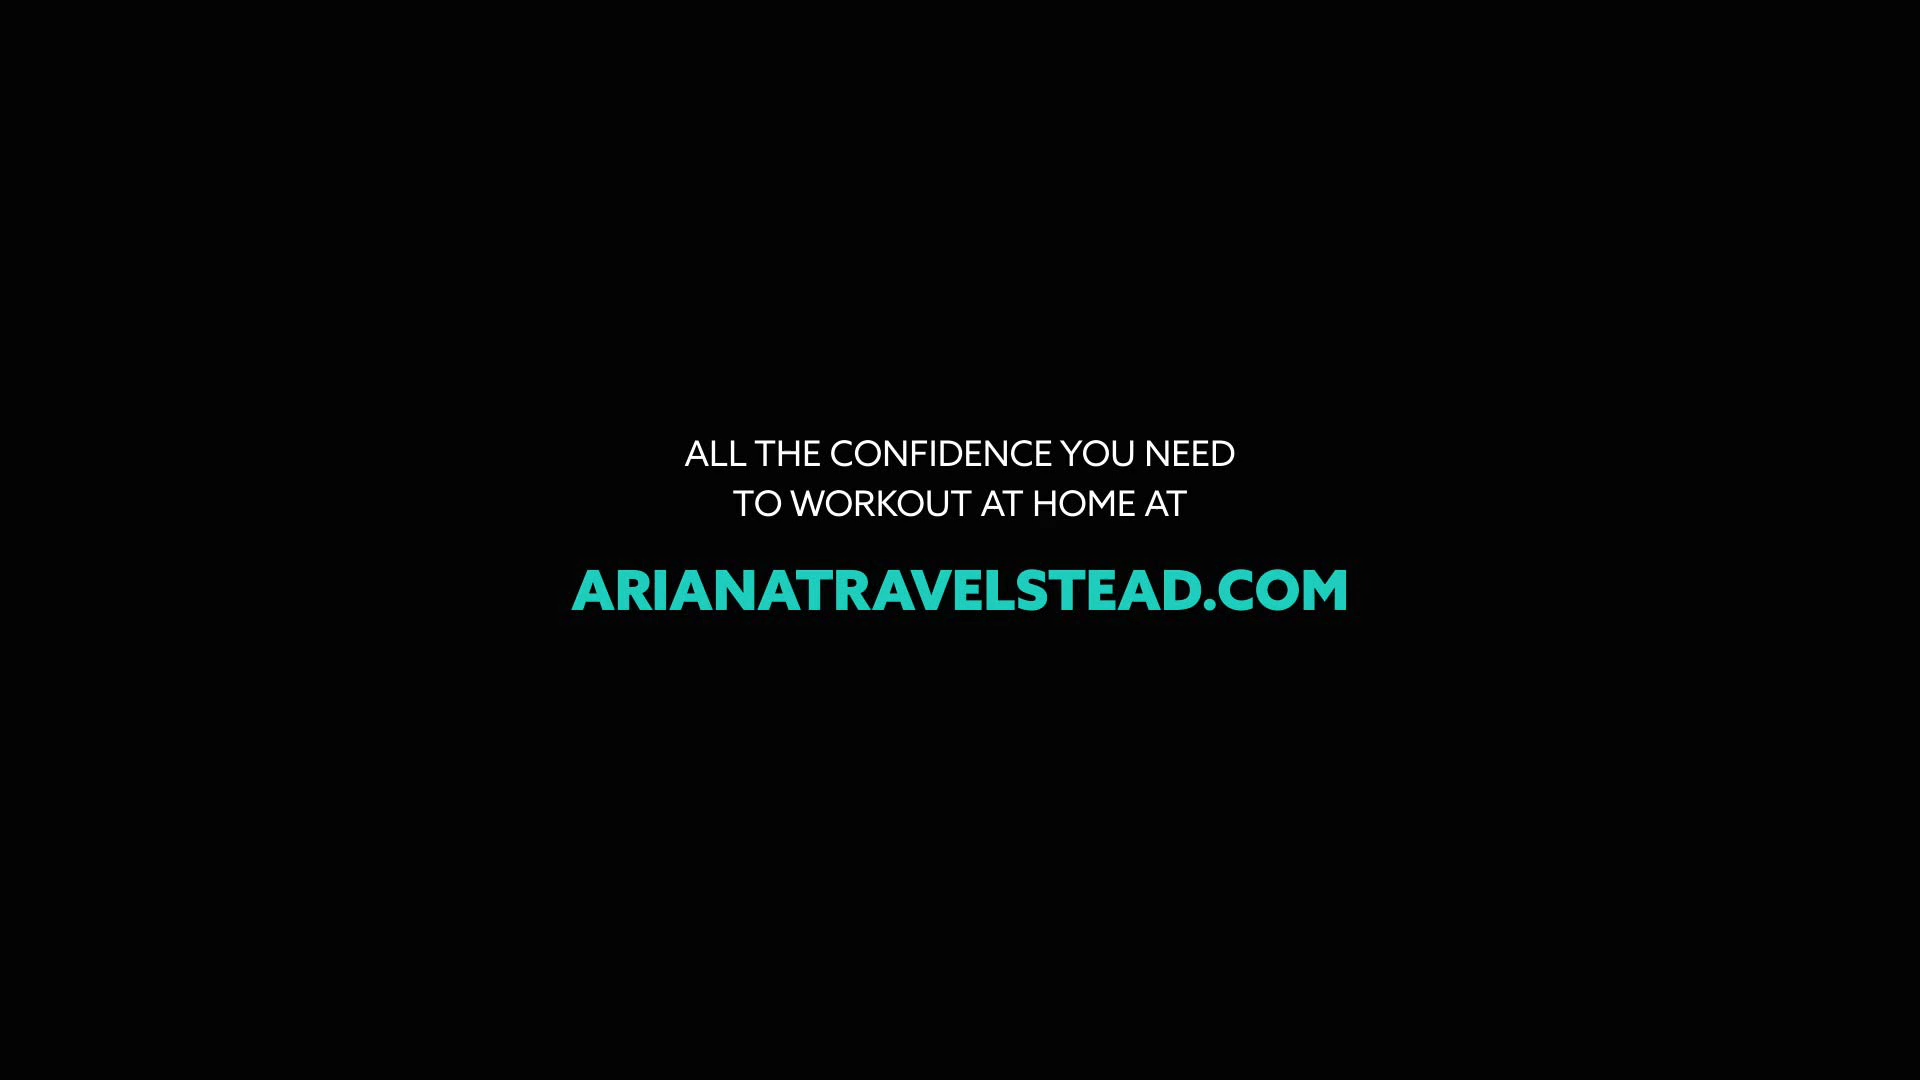 ALL THE CONFIDENCE YOU NEED
TO WORKOUT AT HOME AT
ARIANATRAVELSTEAD.COM